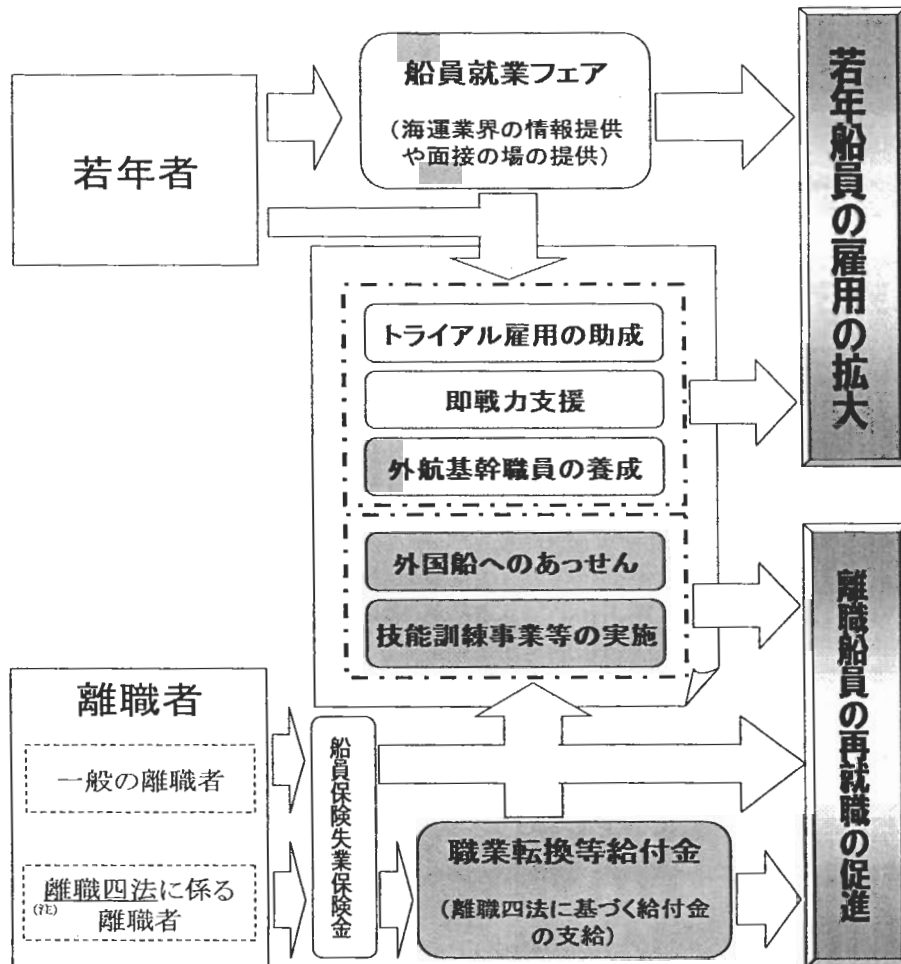 船員就業フェア
(海運業界の情報提供
や面接の場の提供)
若年者
若年船員の雇用の拡大
トライアル雇用の助成
即戦力支援
外航基幹職員の養成
外国船へのあっせん
技能訓練事業等の実施
離職者
一般の離職者
離職四法に係る
(注)
離職者
船員保険失業保険金
職業転換等給付金
(離職四法に基づく給付金
の支給)
離職船員の再就職の促進